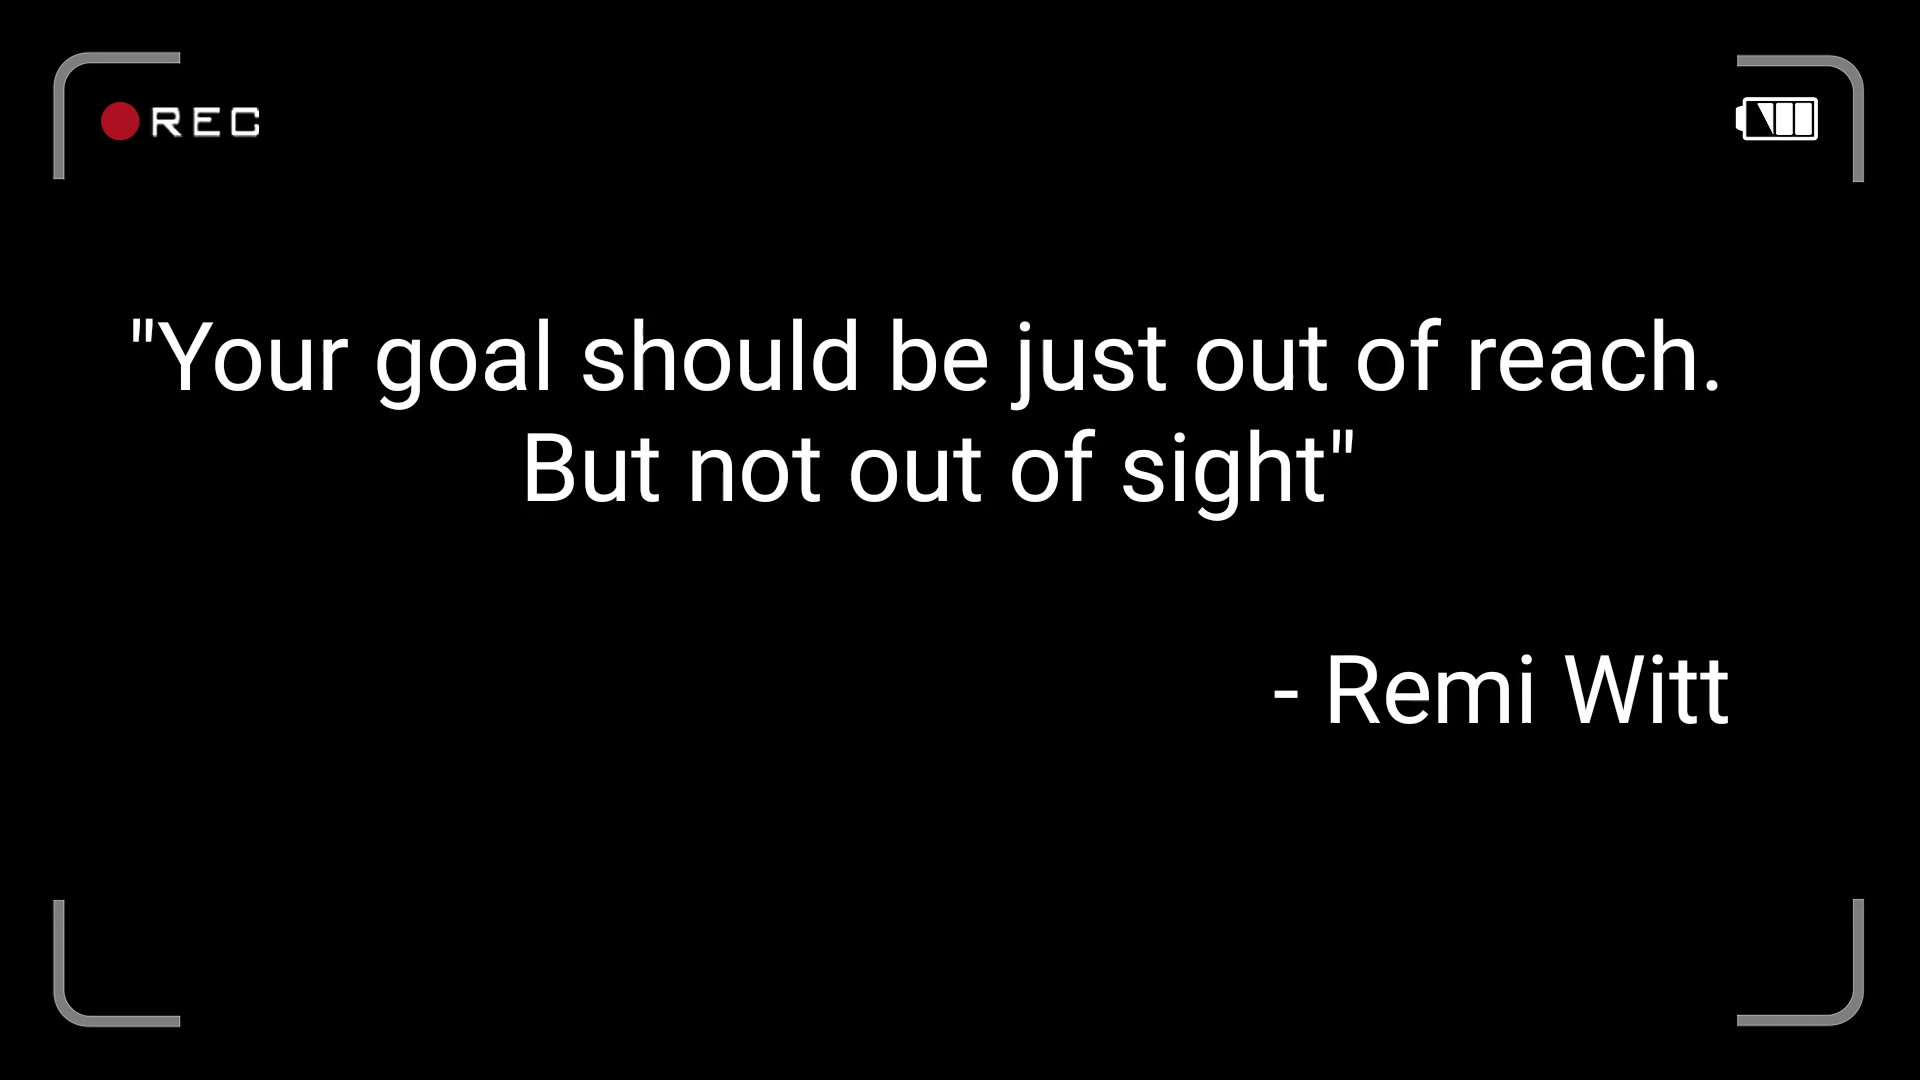 REC
"Your goal should be just out of reach.
But not out of sight"
- Remi Witt